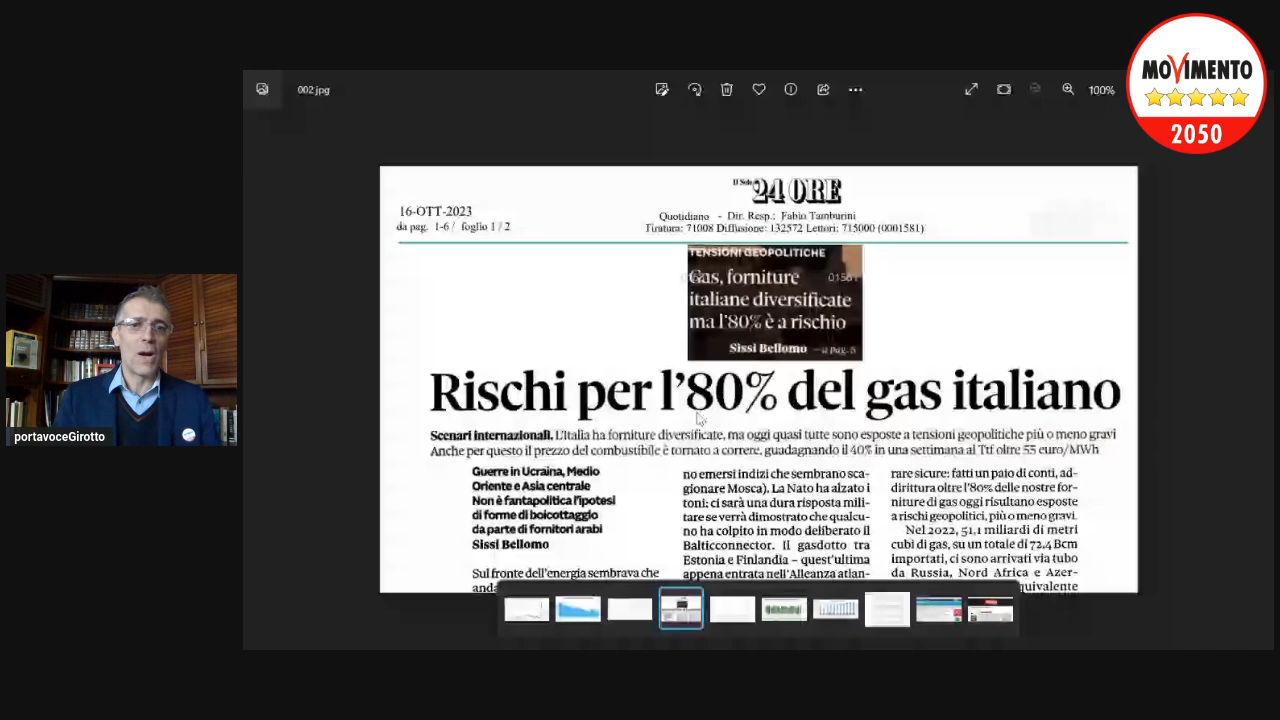 002.jpg
100%
MOVIMENTO
2050
Il Sole
24 ORE
16-OTT-2023
da pag. 1-6 / foglio 1 / 2
Quotidiano - Dir. Resp.: Fabio Tamburini
Tiratura: 71008 Diffusione: 132572 Lettori: 715000 (0001581)
TENSIONI GEOPOLITICHE
Gas, forniture
italiane diversificate
ma l'80% è a rischio
Sissi Bellomo
Rischi per l'80% del gas italiano
Scenari internazionali. L'Italia ha forniture diversificate, ma oggi quasi tutte sono esposte a tensioni geopolitiche più o meno gravi
Anche per questo il prezzo del combustibile è tornato a correre, guadagnando il 40% in una settimana al Ttf oltre 55 euro/MWh
Guerre in Ucraina, Medio
Oriente e Asia centrale
Non è fantapolitica l'ipotesi
di forme di boicottaggio
da parte di fornitori arabi
Sissi Bellomo
Sul fronte dell'energia sembrava che
no emersi indizi che sembrano sca-
gionare Mosca). La Nato ha alzato i
toni: ci sarà una dura risposta mili-
tare se verrà dimostrato che qualcu-
no ha colpito in modo deliberato il
Balticconnector. Il gasdotto tra
Estonia e Finlandia – quest'ultima
appena entrata nell'Alleanza atlan-
rare sicure: fatti un paio di conti, ad-
dirittura oltre l'80% delle nostre for-
niture di gas oggi risultano esposte
a rischi geopolitici, più o meno gravi.
Nel 2022, 51,1 miliardi di metri
cubi di gas, su un totale di 72,4 Bcm
importati, ci sono arrivati via tubo
da Russia, Nord Africa e Azer-
quivalente
portavoceGirotto